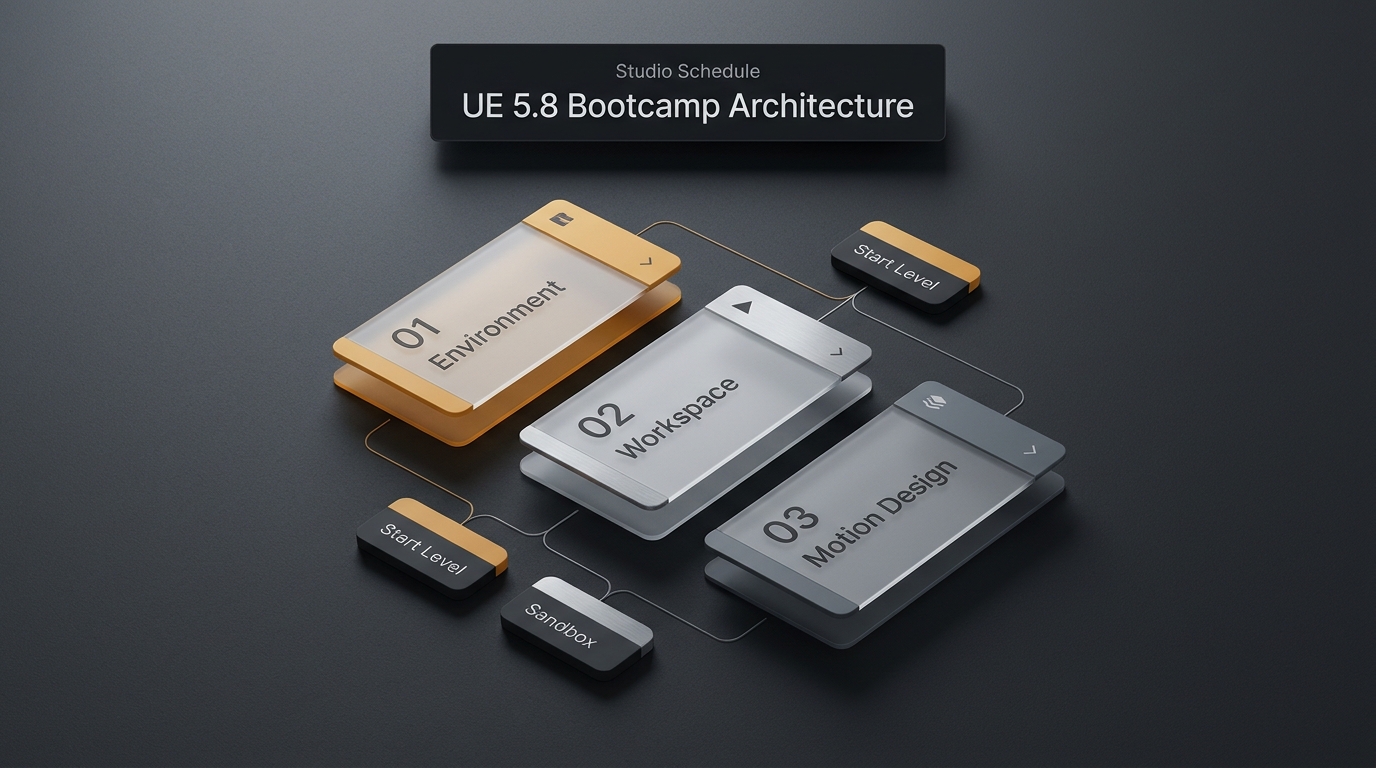 Studio Schedule
UE 5.8 Bootcamp Architecture
01
Environment
Start Level
02
Workspace
03
Motion Design
Start Level
Sandbox